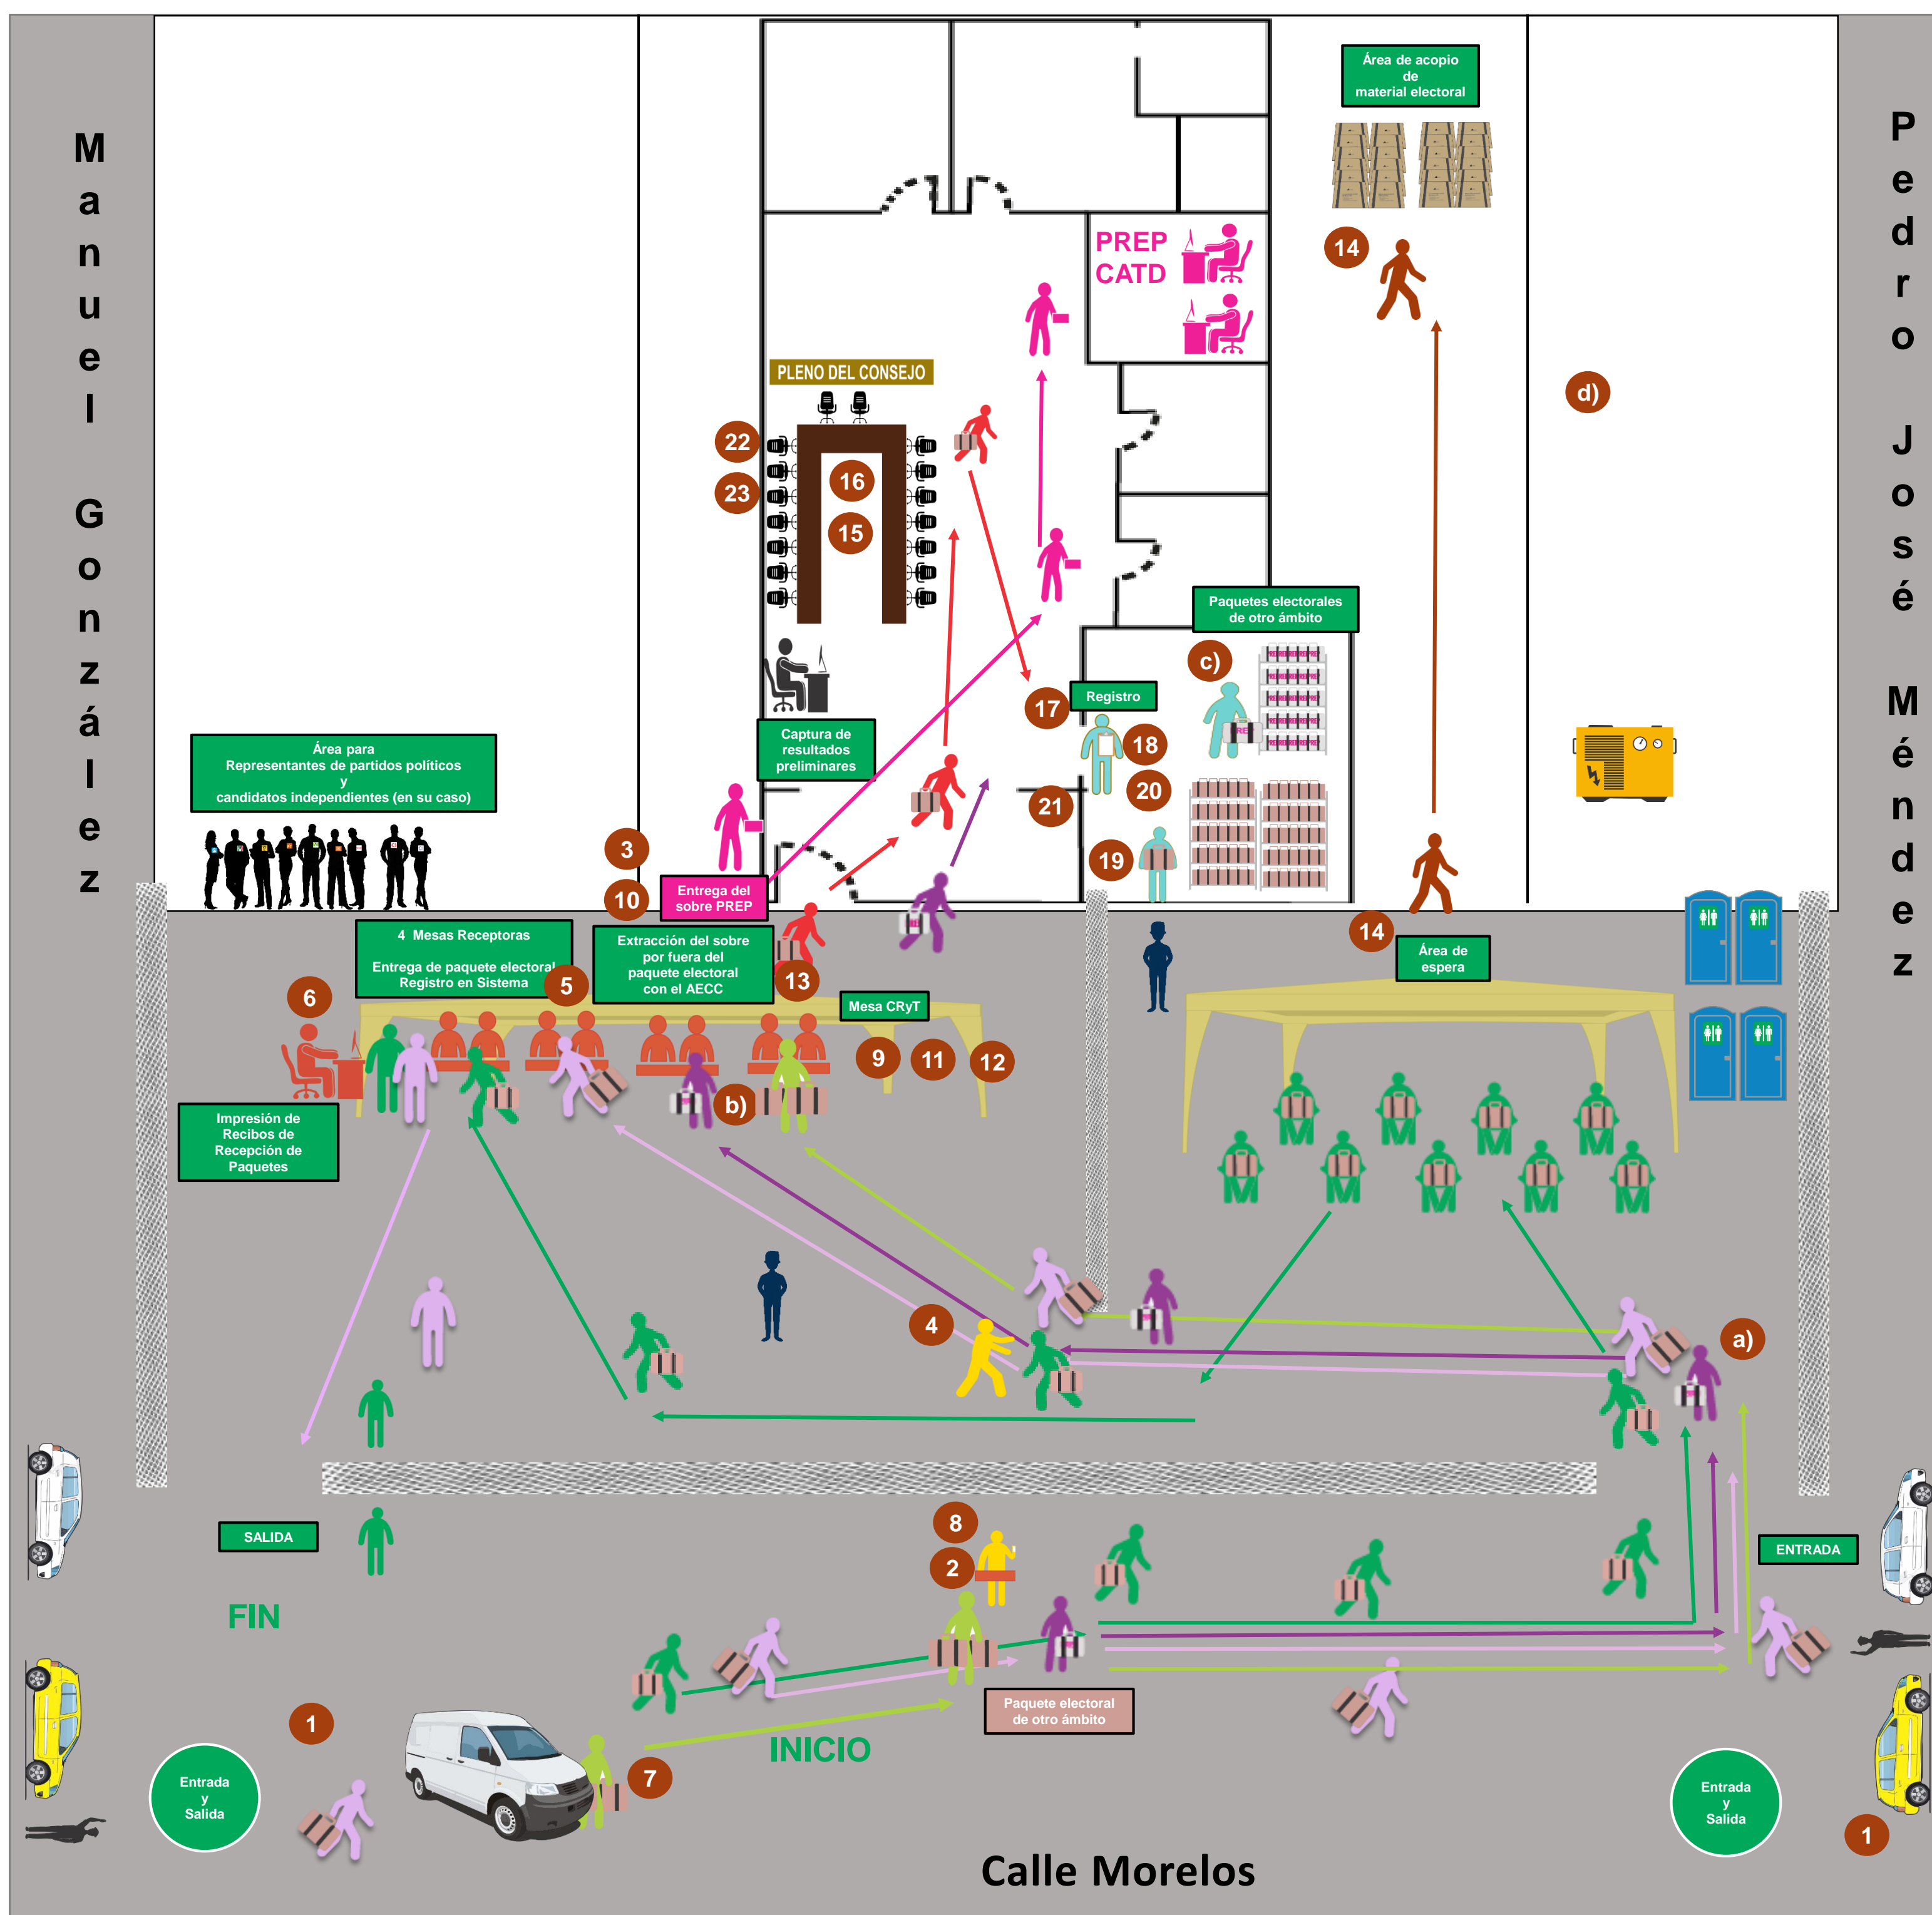 Manuel González
Pedro José Méndez
Área de acopio
de
material electoral
14
PREP
CATD
d)
PLENO DEL CONSEJO
22
23
16
15
Paquetes electorales
de otro ámbito
c)
17
Registro
18
20
21
19
Captura de
resultados
preliminares
Área para
Representantes de partidos políticos
y
candidatos independientes (en su caso)
3
10
Entrega del
sobre PREP
4 Mesas Receptoras
Entrega de paquete electoral
Registro en Sistema
5
Extracción del sobre
por fuera del
paquete electoral
con el AECC
13
14
Área de
espera
6
Mesa CRyT
9
11
12
b)
Impresión de
Recibos de
Recepción de
Paquetes
4
a)
SALIDA
8
2
ENTRADA
FIN
Paquete electoral
de otro ámbito
1
INICIO
7
Entrada
y
Salida
Entrada
y
Salida
1
Calle Morelos